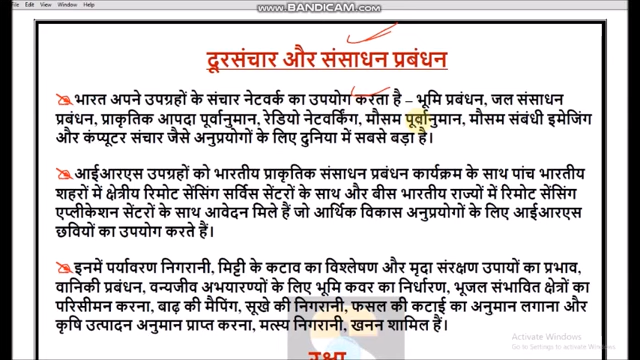 File Edit View Insert Tools Help
WWW.BANDICAM.COM
दूरसंचार और संसाधन प्रबंधन
भारत अपने उपग्रहों के संचार नेटवर्क का उपयोग करता है – भूमि प्रबंधन, जल संसाधन
प्रबंधन, प्राकृतिक आपदा पूर्वानुमान, रेडियो नेटवर्किंग, मौसम पूर्वानुमान, मौसम संबंधी इमेजिंग
और कंप्यूटर संचार जैसे अनुप्रयोगों के लिए दुनिया में सबसे बड़ा है।
आईआरएस उपग्रहों को भारतीय प्राकृतिक संसाधन प्रबंधन कार्यक्रम के साथ पांच भारतीय
शहरों में क्षेत्रीय रिमोट सेंसिंग सर्विस सेंटरों के साथ और बीस भारतीय राज्यों में रिमोट सेंसिंग
एप्लीकेशन सेंटरों के साथ आवेदन मिले हैं जो आर्थिक विकास अनुप्रयोगों के लिए आईआरएस
छवियों का उपयोग करते हैं।
इनमें पर्यावरण निगरानी, मिट्टी के कटाव का विश्लेषण और मृदा संरक्षण उपायों का प्रभाव,
वानिकी प्रबंधन, वन्यजीव अभयारण्यों के लिए भूमि कवर का निर्धारण, भूजल संभावित क्षेत्रों का
परिसीमन करना, बाढ़ की मैपिंग, सूखे की निगरानी, फसल की कटाई का अनुमान लगाना और
कृषि उत्पादन अनुमान प्राप्त करना, मत्स्य निगरानी, खनन शामिल हैं।
रक्षा
Activate Windows
Go to Settings to activate Windows.